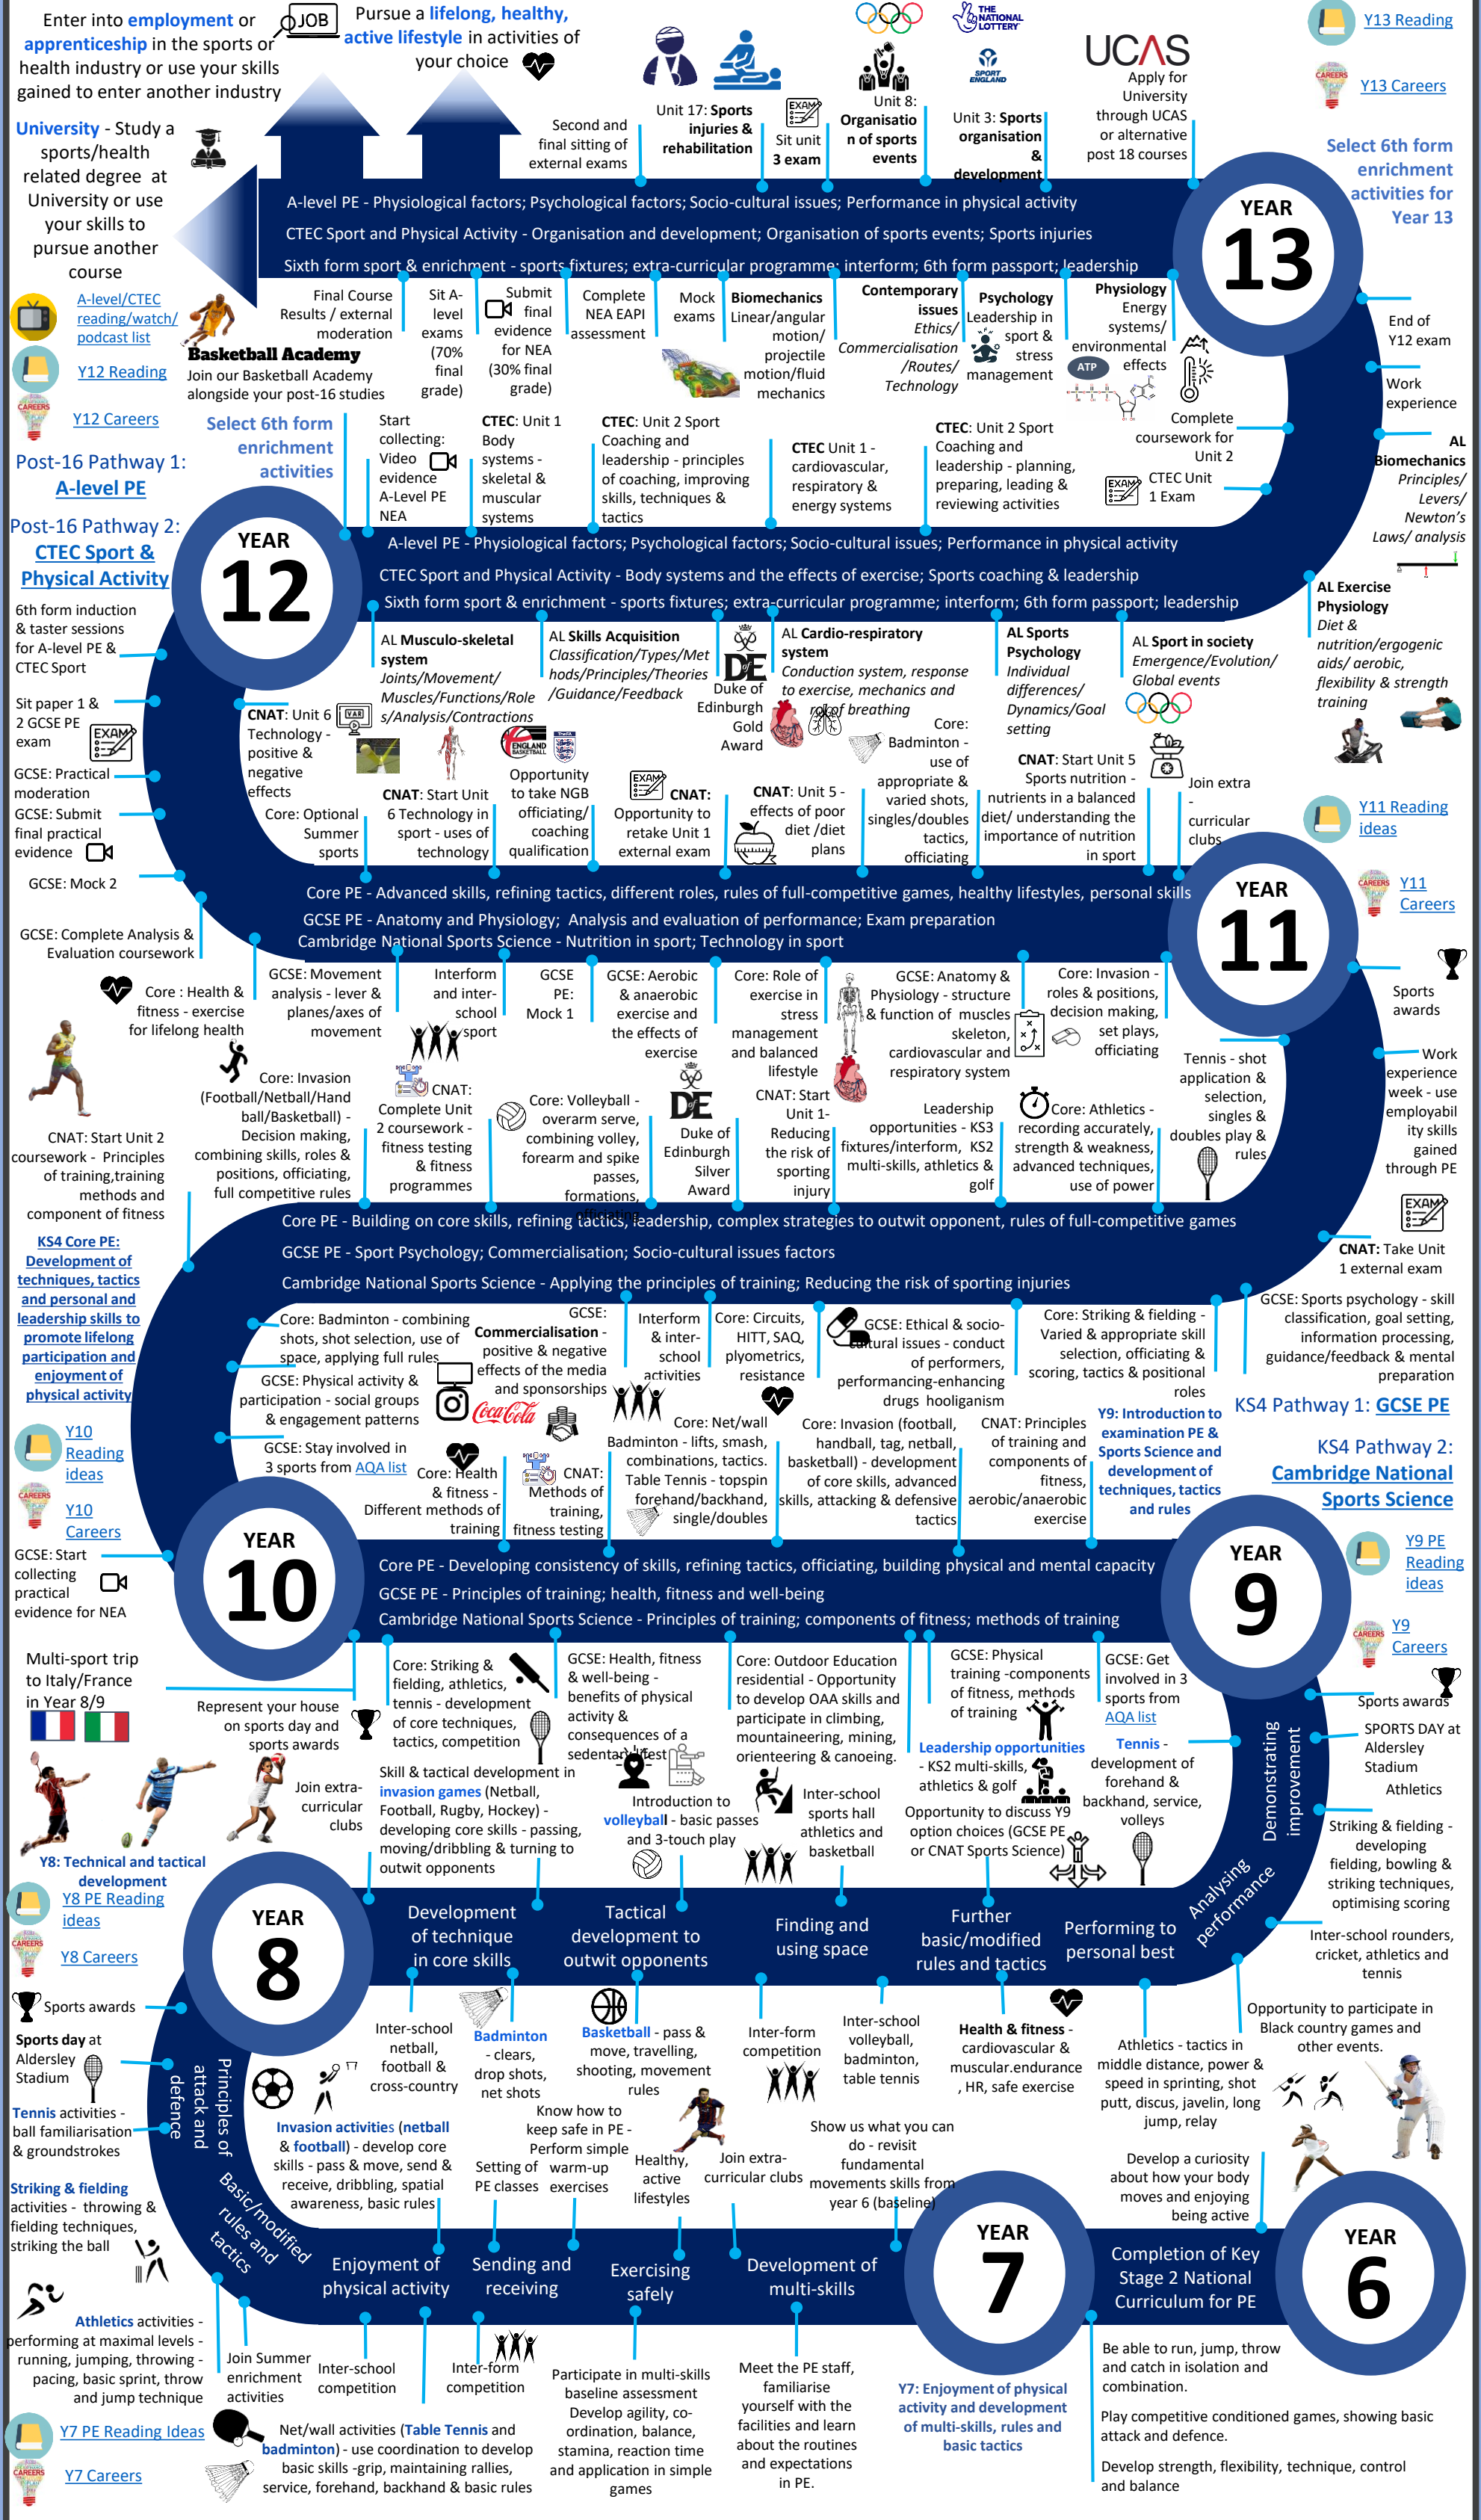 Enter into employment or
apprenticeship in the sports or
health industry or use your skills
gained to enter another industry
JOB
Pursue a lifelong, healthy,
active lifestyle in activities of
your choice
University - Study a
sports/health
related degree at
University or use
your skills to
pursue another
course
Second and
final sitting of
external exams
Unit 17: Sports
injuries &
rehabilitation
EXAM
Sit unit
3 exam
Unit 8:
Organisatio
n of sports
events
THE
NATIONAL
LOTTERY
SPORT
ENGLAND
Unit 3: Sports
organisation
&
development
UCAS
Apply for
University
through UCAS
or alternative
post 18 courses
Y13 Reading
CAREERS
Y13 Careers
Select 6th form
enrichment
activities for
Year 13
A-level PE - Physiological factors; Psychological factors; Socio-cultural issues; Performance in physical activity
CTEC Sport and Physical Activity - Organisation and development; Organisation of sports events; Sports injuries
Sixth form sport & enrichment - sports fixtures; extra-curricular programme; interform; 6th form passport; leadership
YEAR
13
A-level/CTEC
reading/watch/
podcast list
Y12 Reading
CAREERS
Y12 Careers
Basketball Academy
Join our Basketball Academy
alongside your post-16 studies
Final Course
Results / external
moderation
Sit A-
level
exams
(70%
final
grade)
Submit
final
evidence
for NEA
(30% final
grade)
Complete
NEA EAPI
assessment
Mock
exams
Biomechanics
Linear/angular
motion/
projectile
motion/fluid
mechanics
Contemporary
issues
Ethics/
Commercialisation
/Routes/
Technology
Psychology
Leadership in
sport &
stress
management
Physiology
Energy
systems/
environmental
effects
ATP
End of
Y12 exam
Work
experience
AL
Biomechanics
Principles/
Levers/
Newton's
Laws/ analysis
Post-16 Pathway 1:
A-level PE
Post-16 Pathway 2:
CTEC Sport &
Physical Activity
Select 6th form
enrichment
activities
Start
collecting:
Video
evidence
A-Level PE
NEA
CTEC: Unit 1
Body
systems -
skeletal &
muscular
systems
CTEC: Unit 2 Sport
Coaching and
leadership - principles
of coaching, improving
skills, techniques &
tactics
CTEC Unit 1 -
cardiovascular,
respiratory &
energy systems
CTEC: Unit 2 Sport
Coaching and
leadership - planning,
preparing, leading &
reviewing activities
Complete
coursework for
Unit 2
EXAM
CTEC Unit
1 Exam
YEAR
12
A-level PE - Physiological factors; Psychological factors; Socio-cultural issues; Performance in physical activity
CTEC Sport and Physical Activity - Body systems and the effects of exercise; Sports coaching & leadership
Sixth form sport & enrichment - sports fixtures; extra-curricular programme; interform; 6th form passport; leadership
AL Exercise
Physiology
Diet &
nutrition/ergogenic
aids/ aerobic,
flexibility & strength
training
6th form induction
& taster sessions
for A-level PE &
CTEC Sport
Sit paper 1 &
2 GCSE PE
exam
EXAM
GCSE: Practical
moderation
GCSE: Submit
final practical
evidence
GCSE: Mock 2
GCSE: Complete Analysis &
Evaluation coursework
AL Musculo-skeletal
system
Joints/Movement/
Muscles/Functions/Role
s/Analysis/Contractions
AL Skills Acquisition
Classification/Types/Met
hods/Principles/Theories
/Guidance/Feedback
DofE
Duke of
Edinburgh
Gold
Award
AL Cardio-respiratory
system
Conduction system, response
to exercise, mechanics and
rolof breathing
AL Sports
Psychology
Individual
differences/
Dynamics/Goal
setting
AL Sport in society
Emergence/Evolution/
Global events
CNAT: Unit 6
Technology -
positive &
negative
effects
VAR
Core: Optional
Summer
sports
CNAT: Start Unit
6 Technology in
sport - uses of
technology
ENGLAND
BASKETBALL
Opportunity
to take NGB
officiating/
coaching
qualification
EXAM
CNAT:
Opportunity to
retake Unit 1
external exam
CNAT: Unit 5 -
effects of poor
diet /diet
plans
Core:
Badminton -
use of
appropriate &
varied shots,
singles/doubles
tactics,
officiating
CNAT: Start Unit 5
Sports nutrition -
nutrients in a balanced
diet/ understanding the
importance of nutrition
in sport
Join extra
-
curricular
clubs
Y11 Reading
ideas
CAREERS
Y11
Careers
YEAR
11
Core PE - Advanced skills, refining tactics, different roles, rules of full-competitive games, healthy lifestyles, personal skills
GCSE PE - Anatomy and Physiology; Analysis and evaluation of performance; Exam preparation
Cambridge National Sports Science - Nutrition in sport; Technology in sport
Core : Health &
fitness - exercise
for lifelong health
GCSE: Movement
analysis - lever &
planes/axes of
movement
Interform
and inter-
school
sport
GCSE
PE:
Mock 1
GCSE: Aerobic
& anaerobic
exercise and
the effects of
exercise
Core: Role of
exercise in
stress
management
and balanced
lifestyle
GCSE: Anatomy &
Physiology - structure
& function of muscles
skeleton,
cardiovascular and
respiratory system
Core: Invasion -
roles & positions,
decision making,
set plays,
officiating
Sports
awards
Work
experience
week - use
employabil
ity skills
gained
through PE
EXAM
CNAT: Take Unit
1 external exam
CNAT: Start Unit 2
coursework - Principles
of training,training
methods and
component of fitness
Core: Invasion
(Football/Netball/Hand
ball/Basketball) -
Decision making,
combining skills, roles &
positions, officiating,
full competitive rules
CNAT:
Complete Unit
2 coursework -
fitness testing
& fitness
programmes
Core: Volleyball -
overarm serve,
combining volley,
forearm and spike
passes,
formations,
officiating
DofE
Duke of
Edinburgh
Silver
Award
CNAT: Start
Unit 1-
Reducing
the risk of
sporting
injury
Leadership
opportunities - KS3
fixtures/interform, KS2
multi-skills, athletics &
golf
Core: Athletics -
recording accurately,
strength & weakness,
advanced techniques,
use of power
Tennis - shot
application &
selection,
singles &
doubles play &
rules
Core PE - Building on core skills, refining tactics, leadership, complex strategies to outwit opponent, rules of full-competitive games
GCSE PE - Sport Psychology; Commercialisation; Socio-cultural issues factors
Cambridge National Sports Science - Applying the principles of training; Reducing the risk of sporting injuries
KS4 Core PE:
Development of
techniques, tactics
and personal and
leadership skills to
promote lifelong
participation and
enjoyment of
physical activity
Y10
Reading
ideas
CAREERS
Y10
Careers
GCSE: Start
collecting
practical
evidence for NEA
Core: Badminton - combining
shots, shot selection, use of
space, applying full rules
GCSE: Physical activity &
participation - social groups
& engagement patterns
GCSE: Stay involved in
3 sports from AQA list
GCSE:
Commercialisation -
positive & negative
effects of the media
and sponsorships
Coca-Cola
Interform
& inter-
school
activities
Core: Circuits,
HITT, SAQ,
plyometrics,
resistance
GCSE: Ethical & socio-
tural issues - conduct
of performers,
performancing-enhancing
drugs hooliganism
Core: Striking & fielding -
Varied & appropriate skill
selection, officiating &
scoring, tactics & positional
roles
GCSE: Sports psychology - skill
classification, goal setting,
information processing,
guidance/feedback & mental
preparation
KS4 Pathway 1: GCSE PE
KS4 Pathway 2:
Cambridge National
Sports Science
Core: Health
& fitness -
Different methods of
training
CNAT:
Methods of
training,
fitness testing
Core: Net/wall
Badminton - lifts, smash,
combinations, tactics.
Table Tennis - topspin
forehand/backhand,
single/doubles
Core: Invasion (football,
handball, tag, netball,
basketball) - development
of core skills, advanced
skills, attacking & defensive
tactics
CNAT: Principles
of training and
components of
fitness,
aerobic/anaerobic
exercise
Y9: Introduction to
examination PE &
Sports Science and
development of
techniques, tactics
and rules
YEAR
10
Core PE - Developing consistency of skills, refining tactics, officiating, building physical and mental capacity
GCSE PE - Principles of training; health, fitness and well-being
Cambridge National Sports Science - Principles of training; components of fitness; methods of training
YEAR
9
Y9 PE
Reading
ideas
CAREERS
Y9
Careers
Multi-sport trip
to Italy/France
in Year 8/9
Represent your house
on sports day and
sports awards
Join extra-
curricular
clubs
Core: Striking &
fielding, athletics,
tennis - development
of core techniques,
tactics, competition
GCSE: Health, fitness
& well-being -
benefits of physical
activity &
consequences of a
Core: Outdoor Education
residential - Opportunity
to develop OAA skills and
participate in climbing,
mountaineering, mining,
orienteering & canoeing.
GCSE: Physical
training -components
of fitness, methods
of training
GCSE: Get
involved in 3
sports from
AQA list
Skill & tactical development in
invasion games (Netball,
Football, Rugby, Hockey) -
developing core skills - passing,
moving/dribbling & turning to
outwit opponents
Introduction to
volleyball - basic passes
and 3-touch play
Inter-school
sports hall
athletics and
basketball
Leadership opportunities
- KS2 multi-skills,
athletics & golf
Opportunity to discuss Y9
option choices (GCSE PE
or CNAT Sports Science)
Tennis -
development of
forehand &
backhand, service,
volleys
Demonstrating
improvement
Analysing
performance
Sports awards
SPORTS DAY at
Aldersley
Stadium
Athletics
Striking & fielding -
developing
fielding, bowling &
striking techniques,
optimising scoring
Inter-school rounders,
cricket, athletics and
tennis
Y8: Technical and tactical
development
Y8 PE Reading
ideas
CAREERS
Y8 Careers
YEAR
8
Development
of technique
in core skills
Tactical
development to
outwit opponents
Finding and
using space
Further
basic/modified
rules and tactics
Performing to
personal best
Sports awards
Sports day at
Aldersley
Stadium
Tennis activities -
ball familiarisation
& groundstrokes
Striking & fielding
activities - throwing &
fielding techniques,
striking the ball
Athletics activities -
performing at maximal levels -
running, jumping, throwing -
pacing, basic sprint, throw
and jump technique
Principles of
attack and
defence
Basic/modified
rules and
tactics
Inter-school
netball,
football &
cross-country
Badminton
- clears,
drop shots,
net shots
Basketball - pass &
move, travelling,
shooting, movement
rules
Inter-form
competition
Inter-school
volleyball,
badminton,
table tennis
Health & fitness -
cardiovascular &
muscular.endurance
, HR, safe exercise
Athletics - tactics in
middle distance, power &
speed in sprinting, shot
putt, discus, javelin, long
jump, relay
Opportunity to participate in
Black country games and
other events.
Invasion activities (netball
& football) - develop core
skills - pass & move, send &
receive, dribbling, spatial
awareness, basic rules
Setting of
PE classes
Know how to
keep safe in PE -
Perform simple
warm-up
exercises
Healthy,
active
lifestyles
Join extra-
curricular clubs
Show us what you can
do - revisit
fundamental
movements skills from
year 6 (baseline)
Develop a curiosity
about how your body
moves and enjoying
being active
Enjoyment of
physical activity
Sending and
receiving
Exercising
safely
Development of
multi-skills
YEAR
7
Completion of Key
Stage 2 National
Curriculum for PE
YEAR
6
Join Summer
enrichment
activities
Inter-school
competition
Inter-form
competition
Participate in multi-skills
baseline assessment
Develop agility, co-
ordination, balance,
stamina, reaction time
and application in simple
games
Meet the PE staff,
familiarise
yourself with the
facilities and learn
about the routines
and expectations
in PE.
Y7: Enjoyment of physical
activity and development
of multi-skills, rules and
basic tactics
Be able to run, jump, throw
and catch in isolation and
combination.
Play competitive conditioned games, showing basic
attack and defence.
Develop strength, flexibility, technique, control
and balance
Y7 PE Reading Ideas
CAREERS
Y7 Careers
Net/wall activities (Table Tennis and
badminton) - use coordination to develop
basic skills -grip, maintaining rallies,
service, forehand, backhand & basic rules